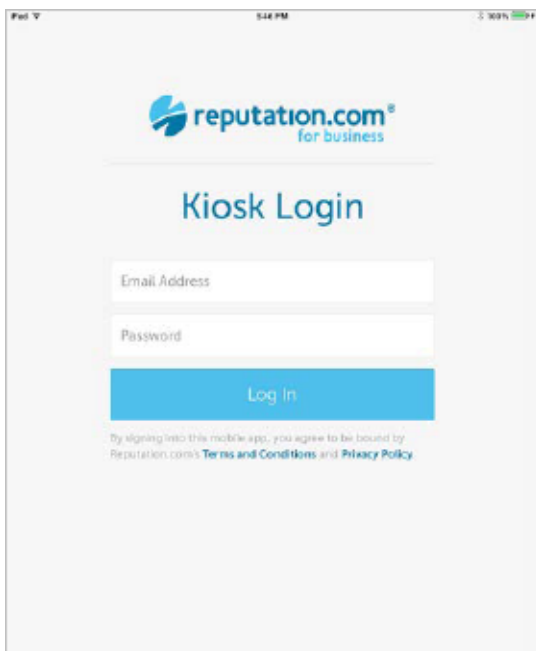 iPad
5:46 PM
100%
reputation.com®
for business
Kiosk Login
Email Address
Password
Log In
By signing into this mobile app, you agree to be bound by
Reputation.com's Terms and Conditions and Privacy Policy